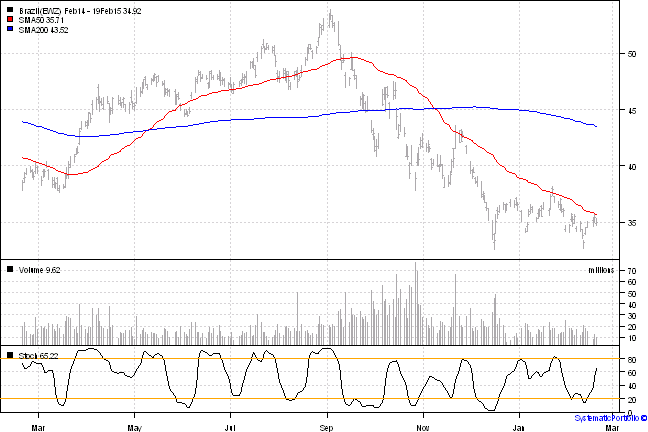 Brazil(EWZ) Feb14 - 19Feb15 34.92
SMA50 35.71
SMA200 43.52
50
45
40
35
Volume 9.62
millions
70
60
50
40
30
20
10
Stoch 65.22
80
60
40
20
0
SystematicPortfolio ©
Mar May Jul Sep Nov Jan Mar